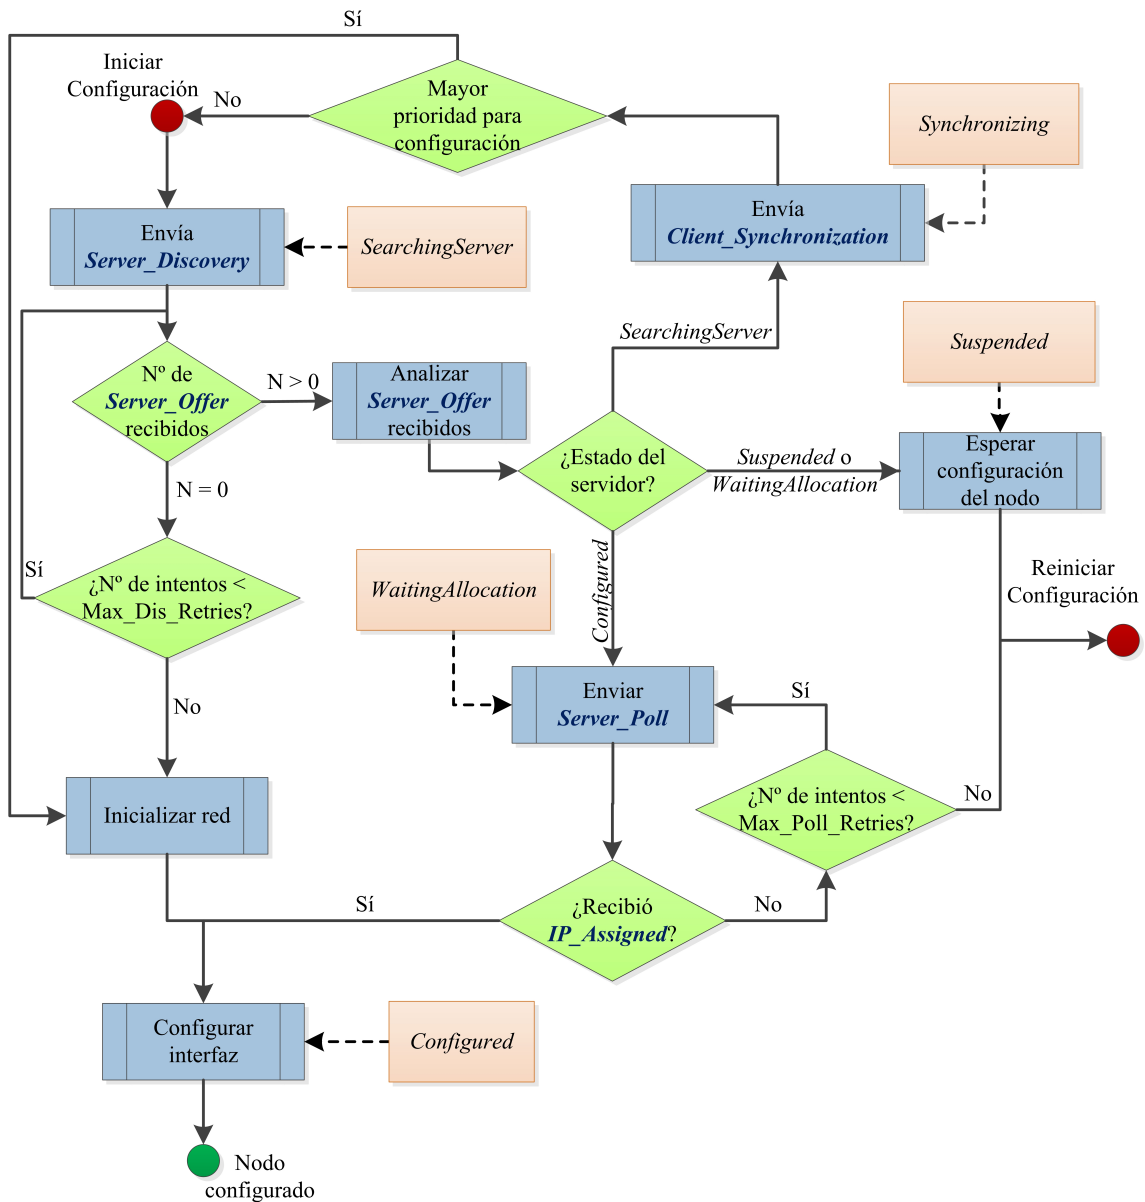 Sí
Iniciar
Configuración
No
Mayor
prioridad para
configuración
Synchronizing
Envía
Server_Discovery
SearchingServer
Envía
Client_Synchronization
SearchingServer
Suspended
Nº de
Server_Offer
recibidos
N > 0
Analizar
Server_Offer
recibidos
¿Estado del
servidor?
Suspended o
WaitingAllocation
Esperar
configuración
del nodo
N = 0
Sí
¿Nº de intentos <
Max_Dis_Retries?
WaitingAllocation
Configured
Reiniciar
Configuración
No
Enviar
Server_Poll
Sí
Inicializar red
¿Nº de intentos <
Max_Poll_Retries?
No
Sí
¿Recibió
IP_Assigned?
No
Configurar
interfaz
Configured
Nodo
configurado